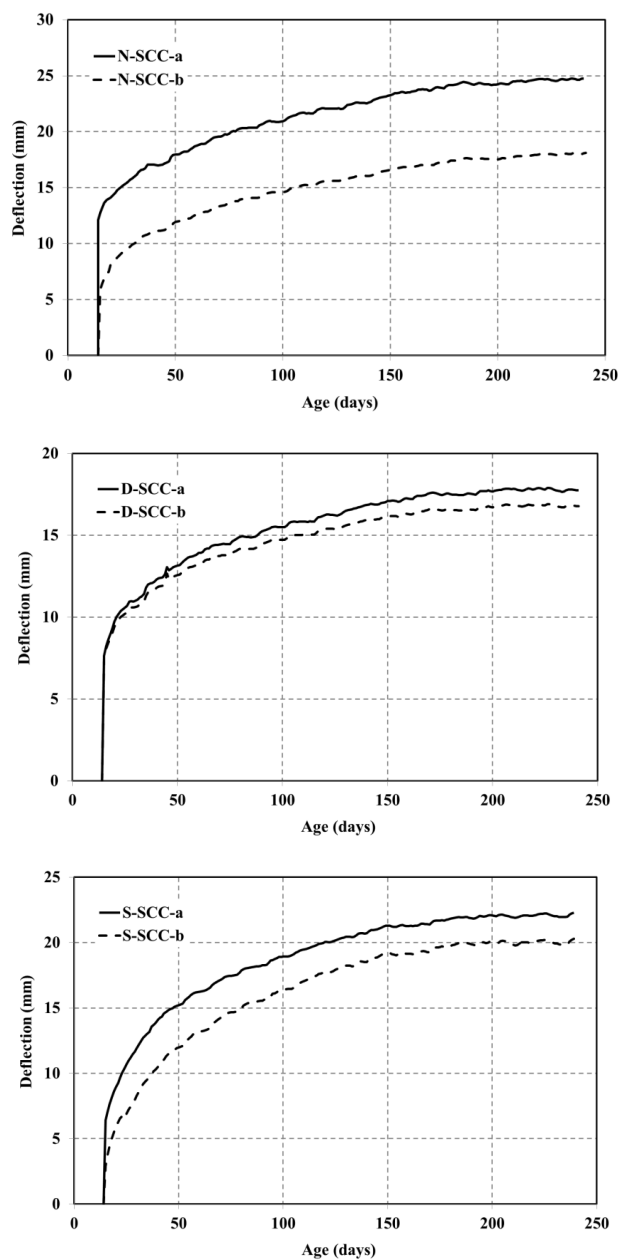 30
N-SCC-a
25
N-SCC-b
20
15
10
5
0
Deflection (mm)
0 50 100 150 200 250
Age (days)
20
D-SCC-a
D-SCC-b
15
10
5
0
Deflection (mm)
0 50 100 150 200 250
Age (days)
25
S-SCC-a
20
S-SCC-b
15
10
5
0
Deflection (mm)
0 50 100 150 200 250
Age (days)